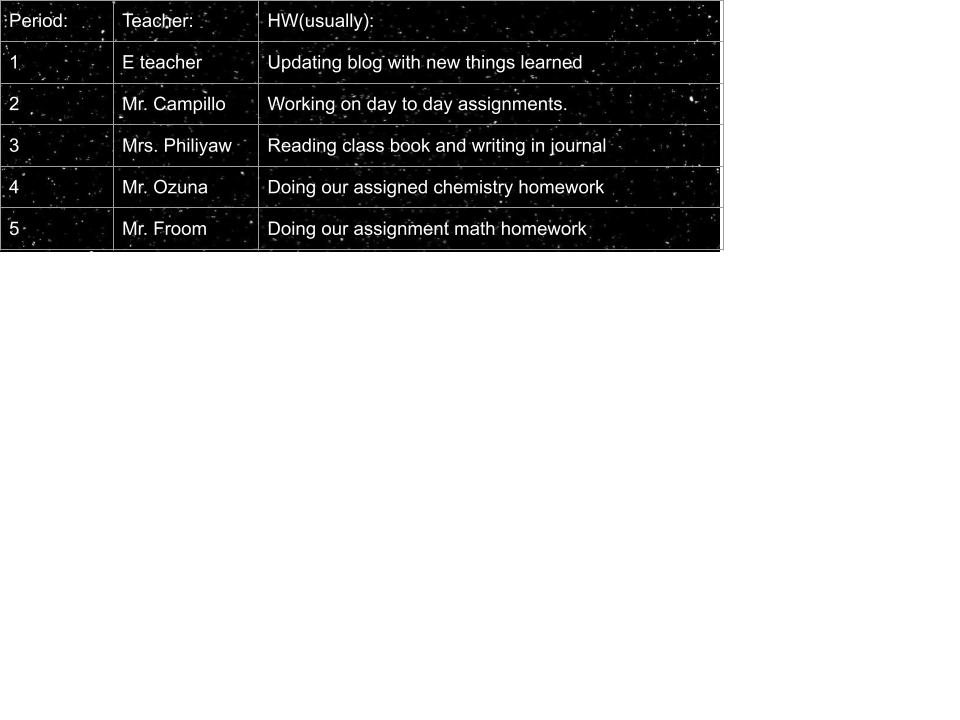 Period: Teacher: HW(usually):
1 E teacher Updating blog with new things learned
2 Mr. Campillo Working on day to day assignments.
3 Mrs. Philiyaw Reading class book and writing in journal
4 Mr. Ozuna Doing our assigned chemistry homework
5 Mr. Froom Doing our assignment math homework